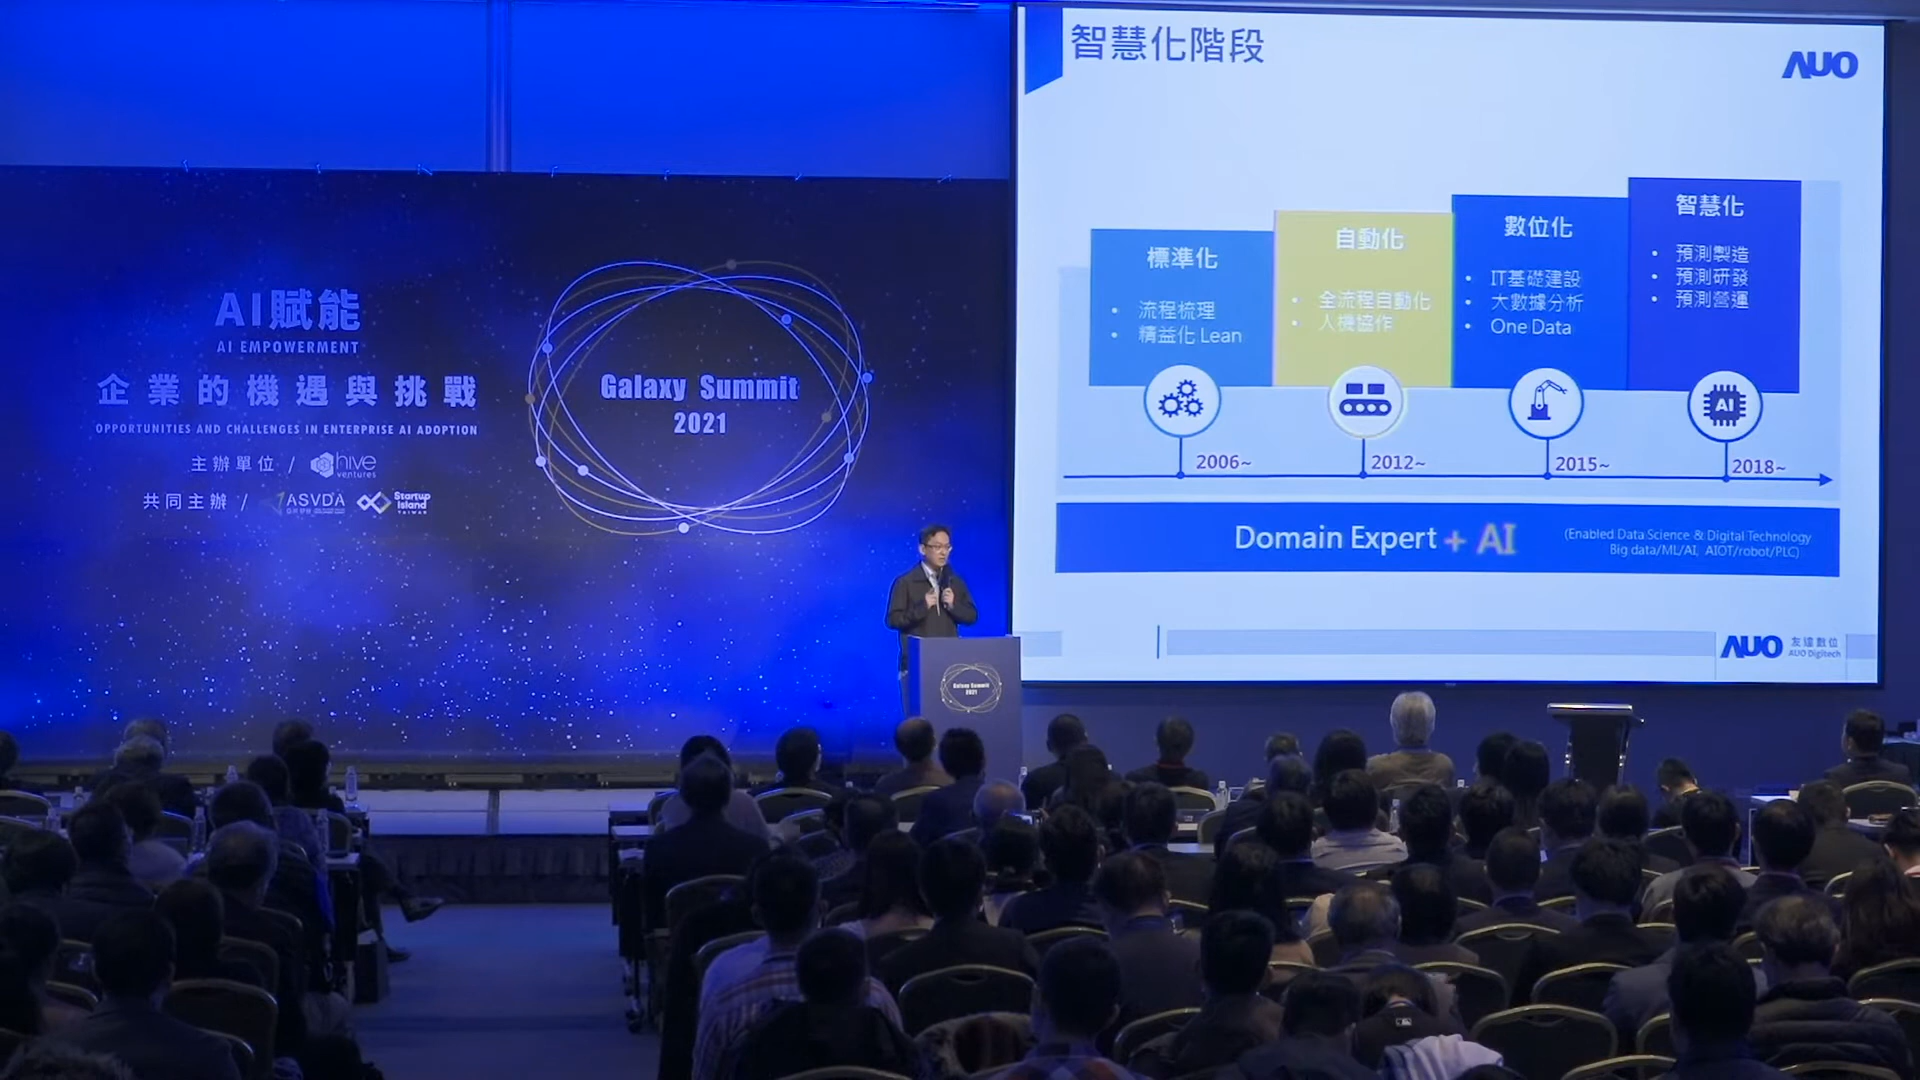 AI賦能
AI EMPOWERMENT
企業的機遇與挑戰
OPPORTUNITIES AND CHALLENGES IN ENTERPRISE AI ADOPTION
主辦單位 / hive ventures
共同主辦 / ASVDA Startup Island TAIWAN
Galaxy Summit
2021
Galaxy Summit
2021
智慧化階段
AUO
標準化
• 流程梳理
• 精益化 Lean
自動化
• 全流程自動化
• 人機協作
數位化
• IT基礎建設
• 大數據分析
• One Data
智慧化
• 預測製造
• 預測研發
• 預測營運
AI
2006~
2012~
2015~
2018~
Domain Expert + AI
(Enabled Data Science & Digital Technology
Big data/ML/AI, AIOT/robot/PLC)
AUO 友達數位
AUO Digitech